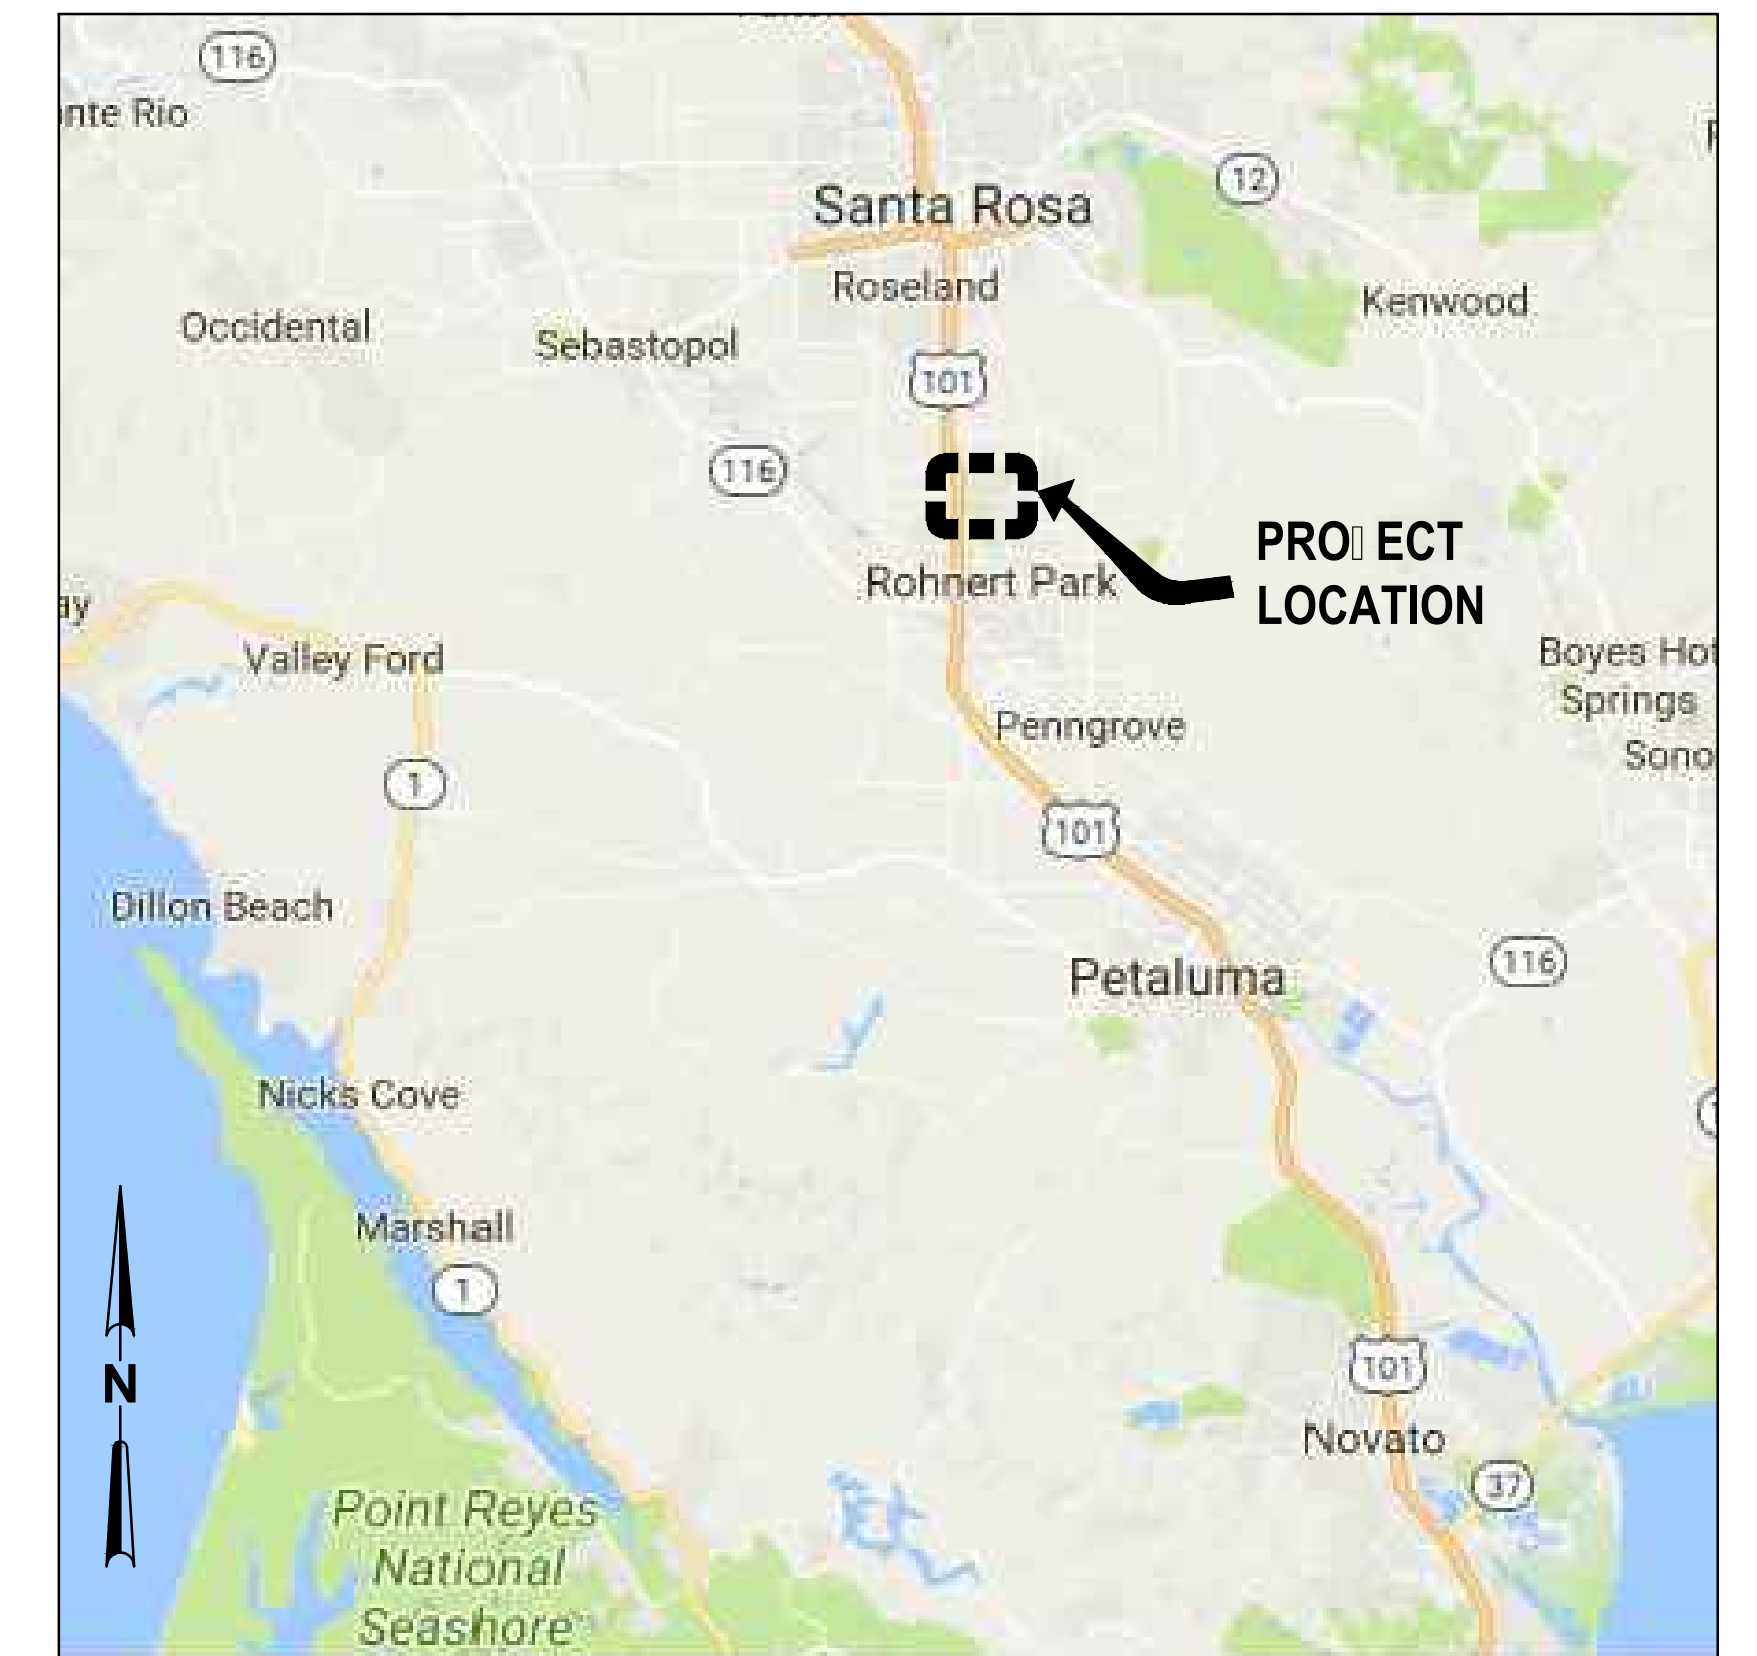 116
nte Rio
12
Santa Rosa
Roseland
Kenwood
Occidental
Sebastopol
101
116
PRO▯ECT
LOCATION
Rohnert Park
ay
Valley Ford
Boyes Hot
Springs
Sono
Penngrove
1
101
Dillon Beach
116
Petaluma
Nicks Cove
Marshall
1
N
101
Novato
37
Point Reyes
National
Seashore